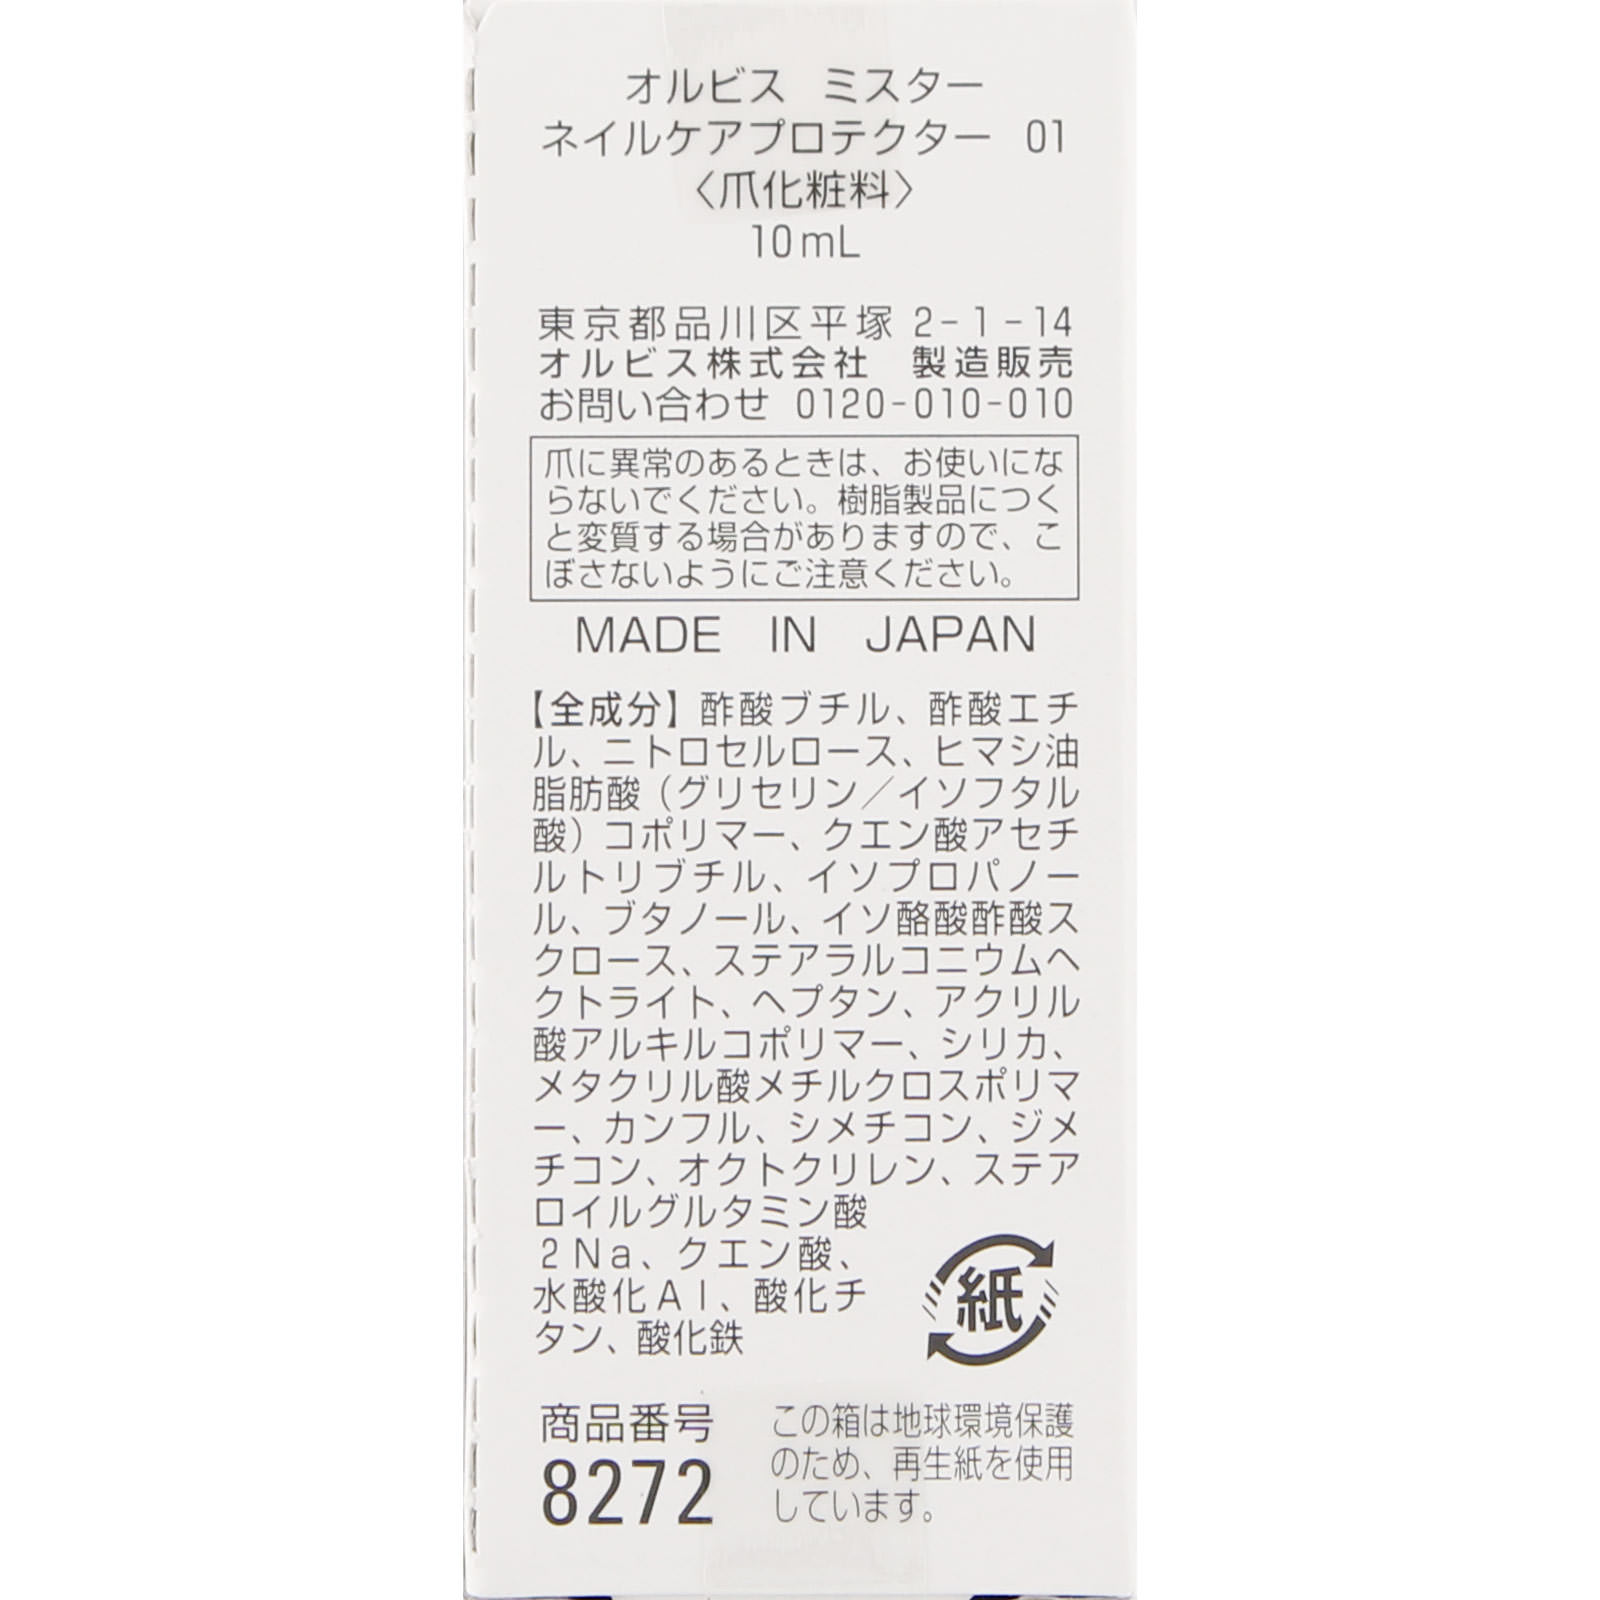 オルビス ミスター
ネイルケアプロテクター 01
〈爪化粧料〉
10mL
東京都品川区平塚 2-1-14
オルビス株式会社 製造販売
お問い合わせ 0120-010-010
爪に異常のあるときは、お使いにな
らないでください。樹脂製品につく
と変質する場合がありますので、こ
ぼさないようにご注意ください。
MADE IN JAPAN
【全成分】酢酸ブチル、酢酸エチ
ル、ニトロセルロース、ヒマシ油
脂肪酸（グリセリン／イソフタル
酸）コポリマー、クエン酸アセチ
ルトリブチル、イソプロパノー
ル、ブタノール、イソ酪酸酢酸ス
クロース、ステアラルコニウムヘ
クトライト、ヘプタン、アクリル
酸アルキルコポリマー、シリカ、
メタクリル酸メチルクロスポリマ
ー、カンフル、シメチコン、ジメ
チコン、オクトクリレン、ステア
ロイルグルタミン酸
2Na、クエン酸、
水酸化Al、酸化チ
タン、酸化鉄
紙
商品番号
8272
この箱は地球環境保護
のため、再生紙を使用
しています。